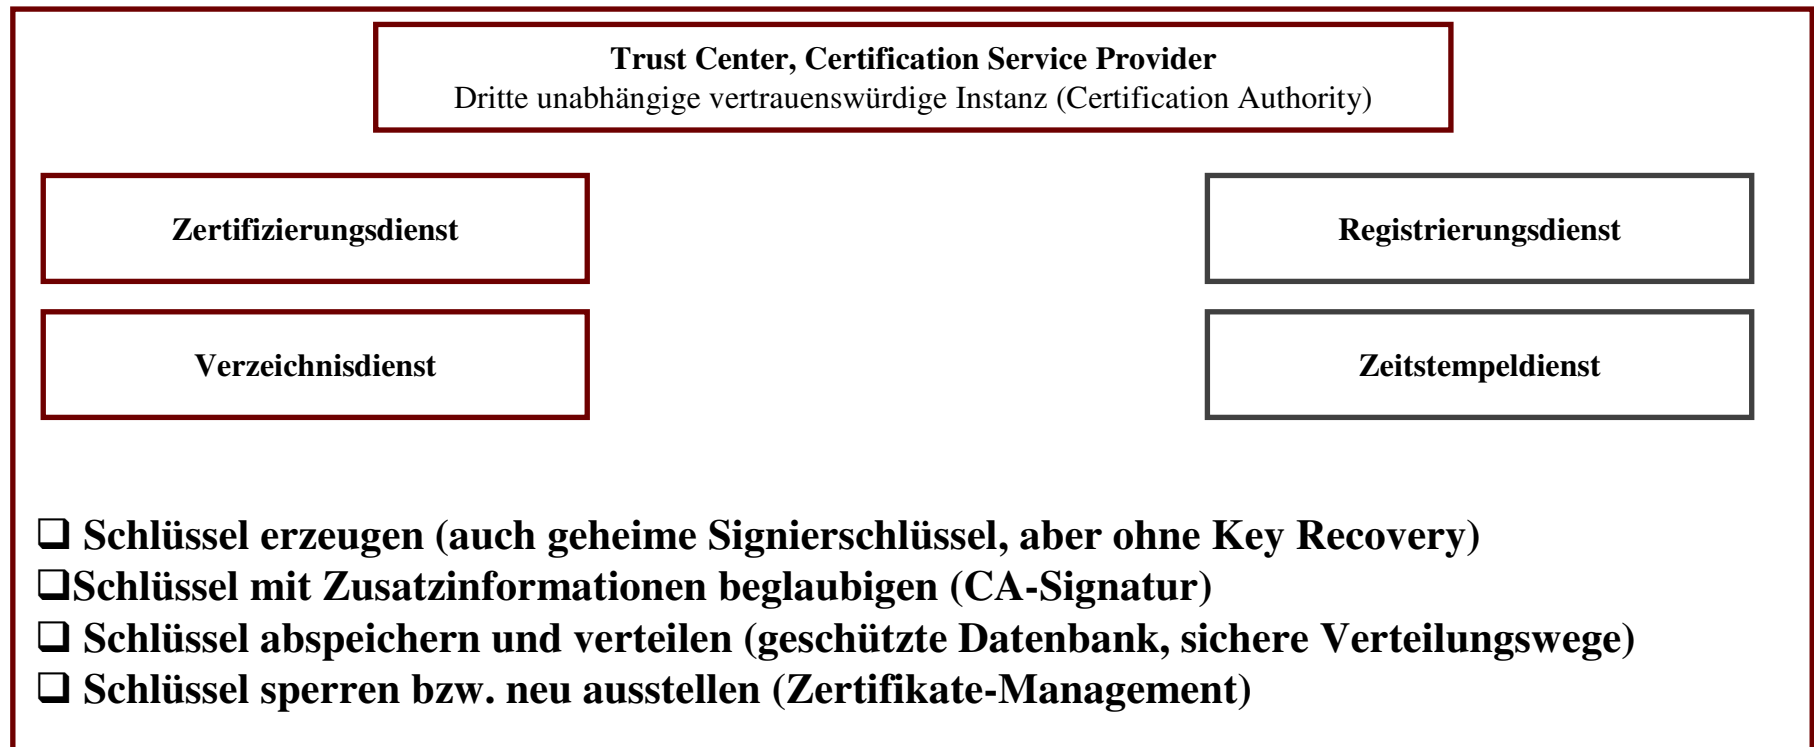 Trust Center, Certification Service Provider
Dritte unabhängige vertrauenswürdige Instanz (Certification Authority)
Zertifizierungsdienst
Registrierungsdienst
Verzeichnisdienst
Zeitstempeldienst
❑ Schlüssel erzeugen (auch geheime Signierschlüssel, aber ohne Key Recovery)
❑Schlüssel mit Zusatzinformationen beglaubigen (CA-Signatur)
❑ Schlüssel abspeichern und verteilen (geschützte Datenbank, sichere Verteilungswege)
❑ Schlüssel sperren bzw. neu ausstellen (Zertifikate-Management)